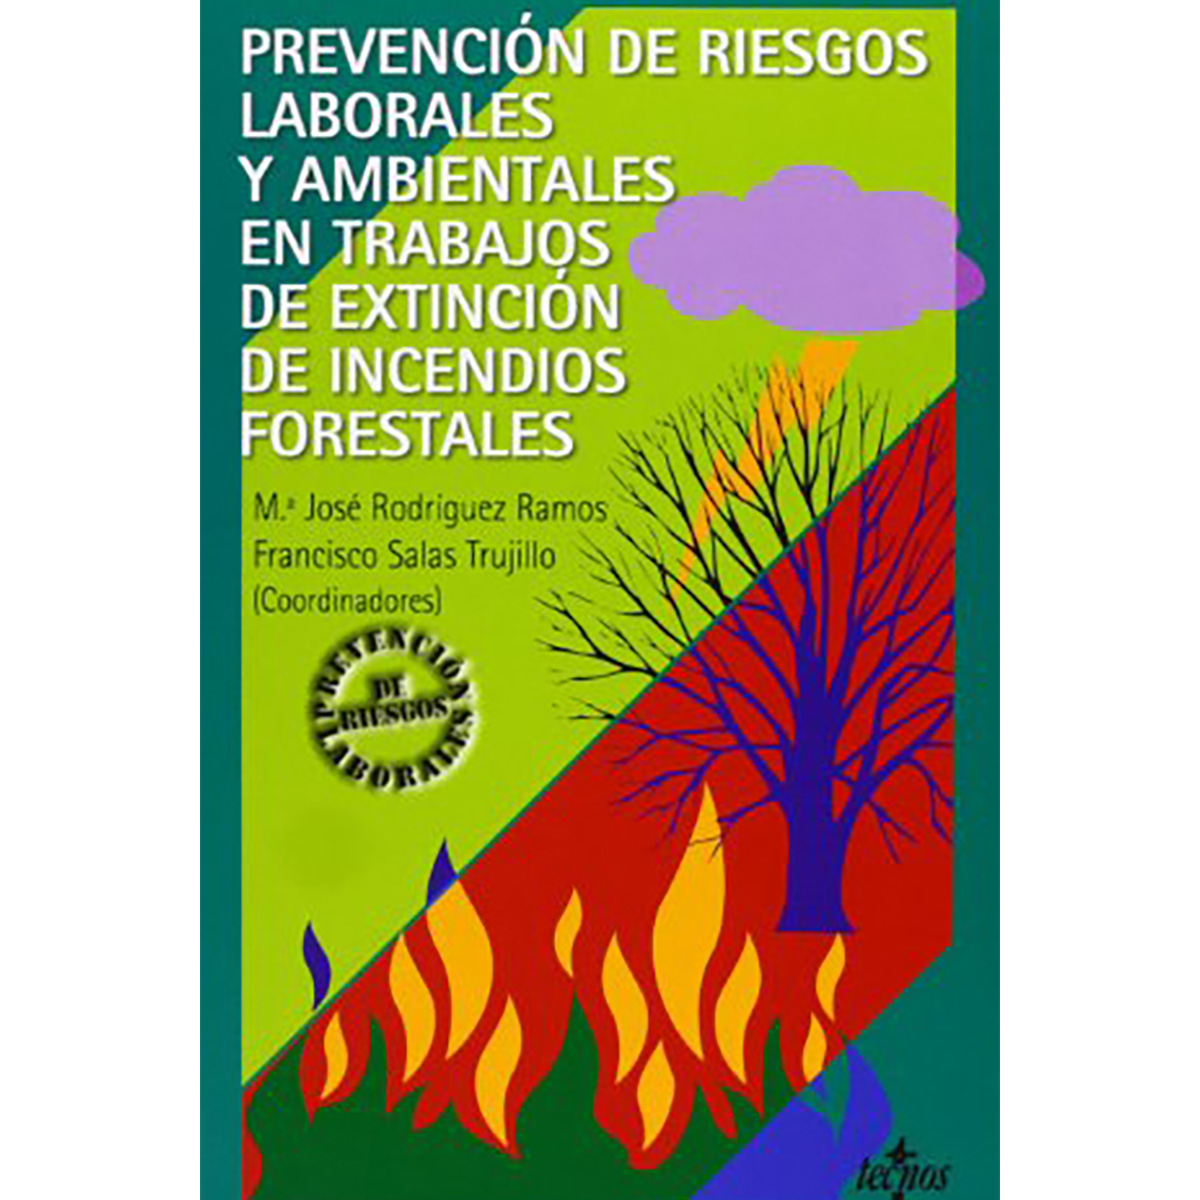 PREVENCIÓN DE RIESGOS
LABORALES
Y AMBIENTALES
EN TRABAJOS
DE EXTINCIÓN
DE INCENDIOS
FORESTALES
M.ª José Rodriguez Ramos
Francisco Salas Trujillo
(Coordinadores)
PREVENCIÓN
DE
RIESGOS
LABORALES
tecnos